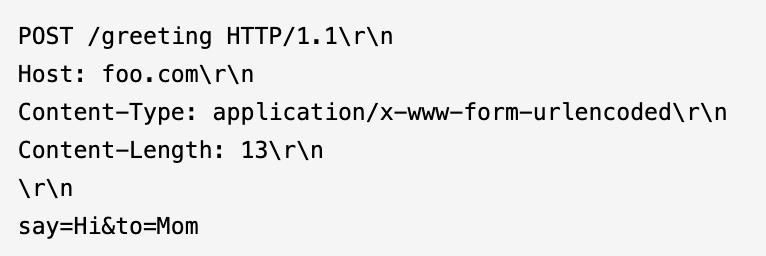 POST /greeting HTTP/1.1\r\n
Host: foo.com\r\n
Content-Type: application/x-www-form-urlencoded\r\n
Content-Length: 13\r\n
\r\n
say=Hi&to=Mom